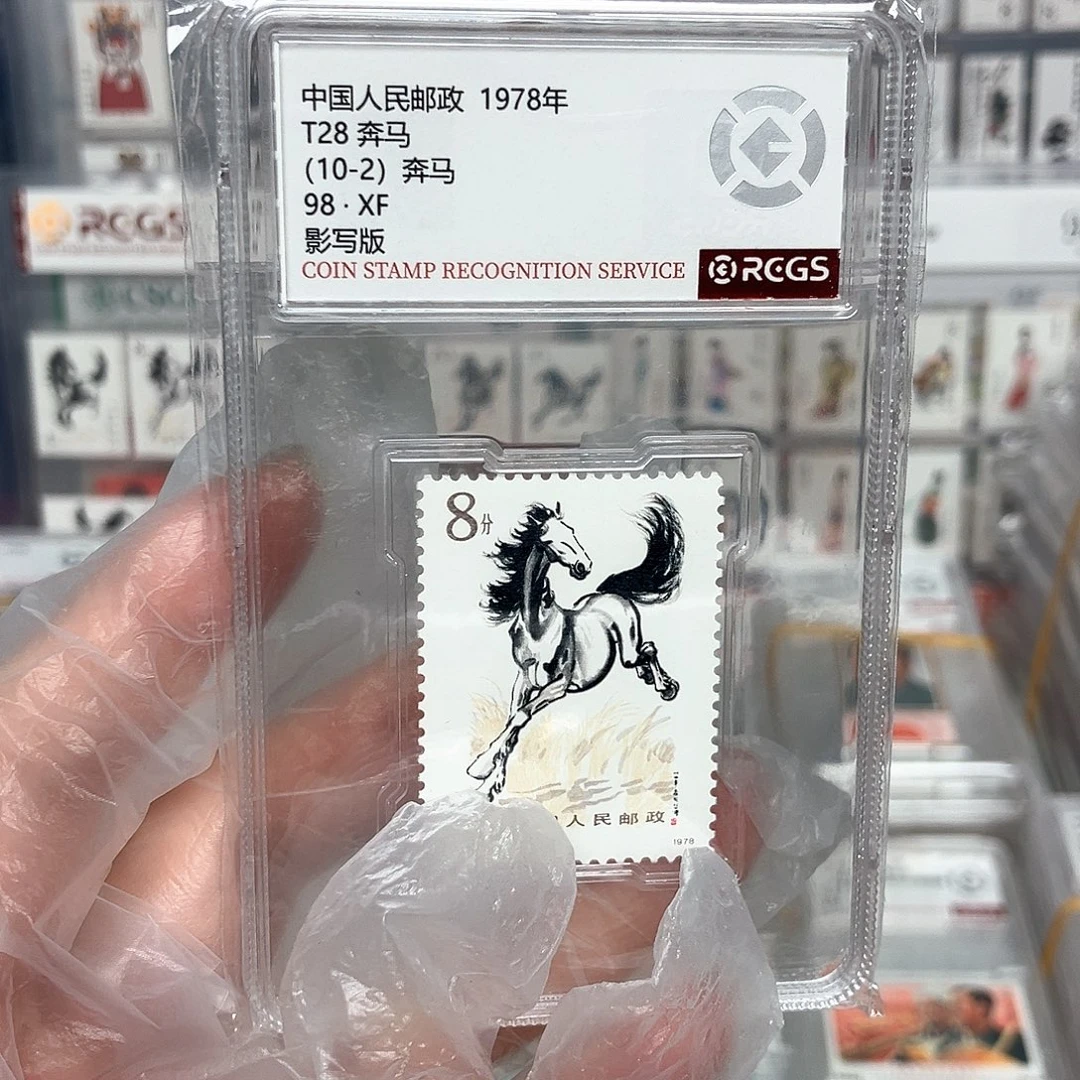 中国人民邮政 1978年
T28 奔马
(10-2) 奔马
98 · XF
影写版
COIN STAMP RECOGNITION SERVICE
RCGS
RCGS
8分
人民邮政
1978